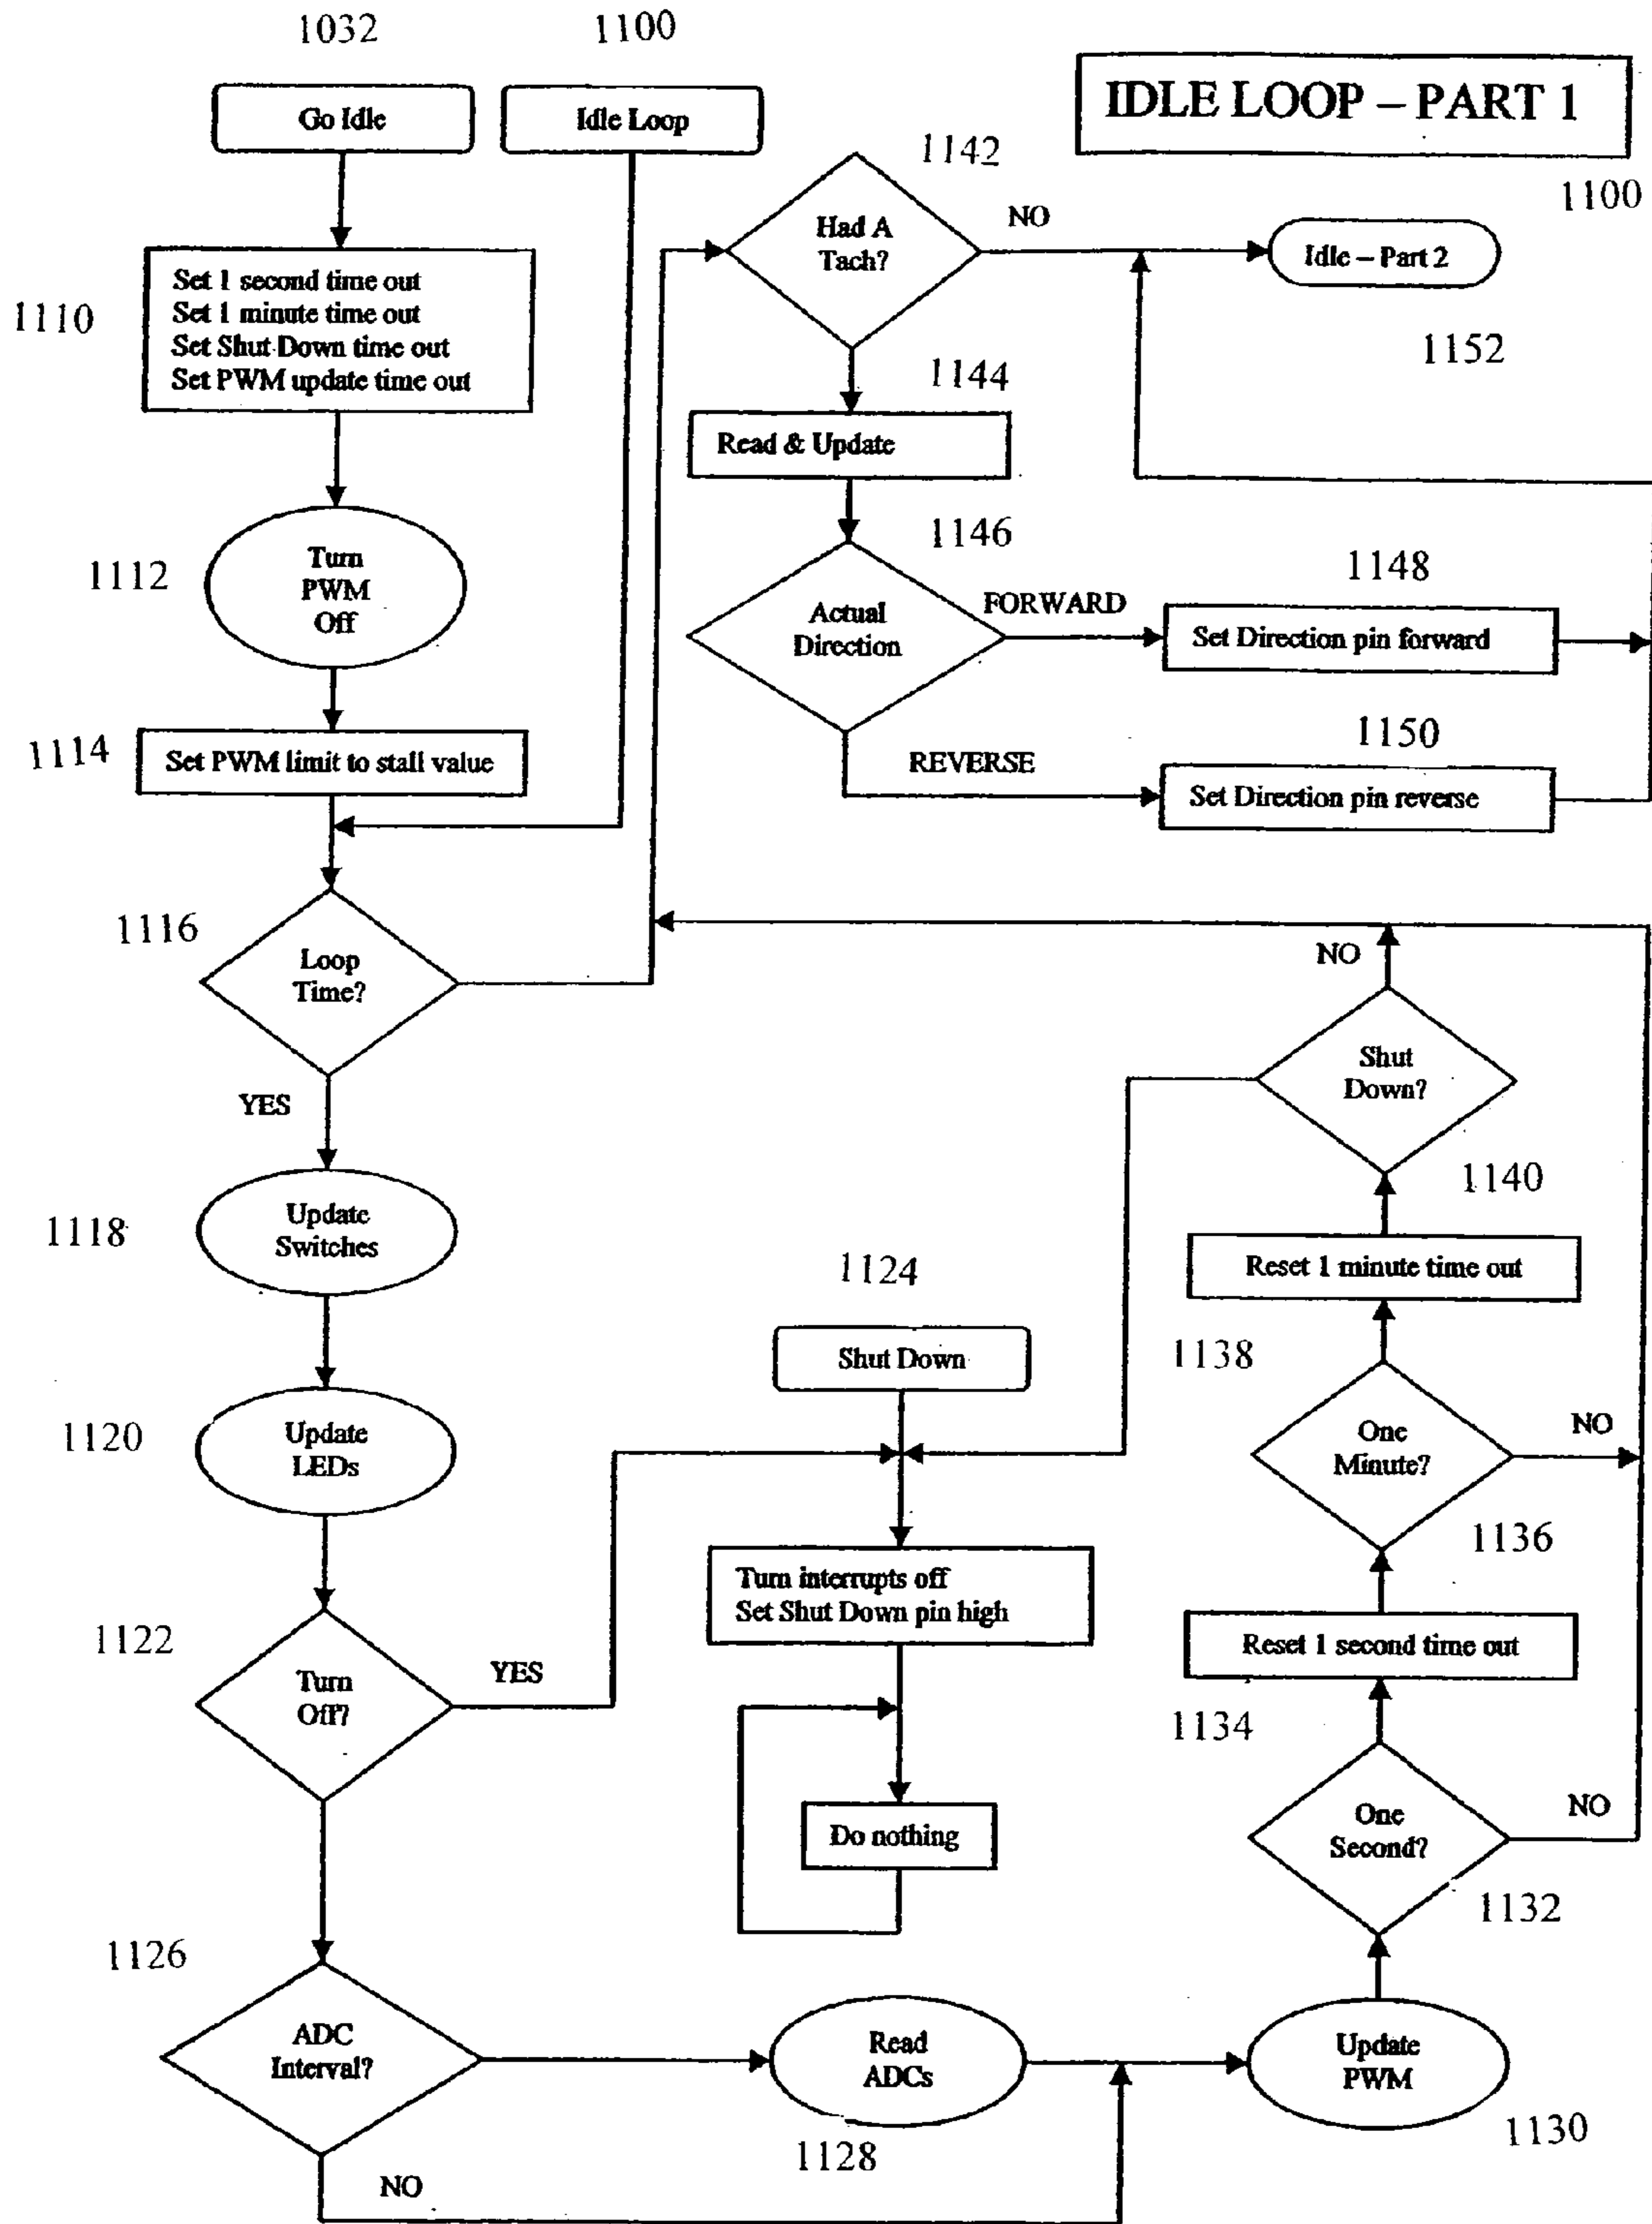 1032
1100
Go Idle
Idle Loop
IDLE LOOP – PART 1
1100
1142
Had A
Tach?
NO
Idle – Part 2
1152
1110
Set 1 second time out
Set 1 minute time out
Set Shut Down time out
Set PWM update time out
1144
Read & Update
1112
Turn
PWM
Off
1146
Actual
Direction
FORWARD
1148
Set Direction pin forward
REVERSE
1150
Set Direction pin reverse
1114
Set PWM limit to stall value
1116
Loop
Time?
YES
1118
Update
Switches
1120
Update
LEDs
1122
Turn
Off?
YES
1124
Shut Down
Turn interrupts off
Set Shut Down pin high
Do nothing
NO
Shut
Down?
1140
Reset 1 minute time out
1138
One
Minute?
NO
1136
Reset 1 second time out
1134
One
Second?
NO
1132
1126
ADC
Interval?
NO
Read
ADCs
1128
Update
PWM
1130